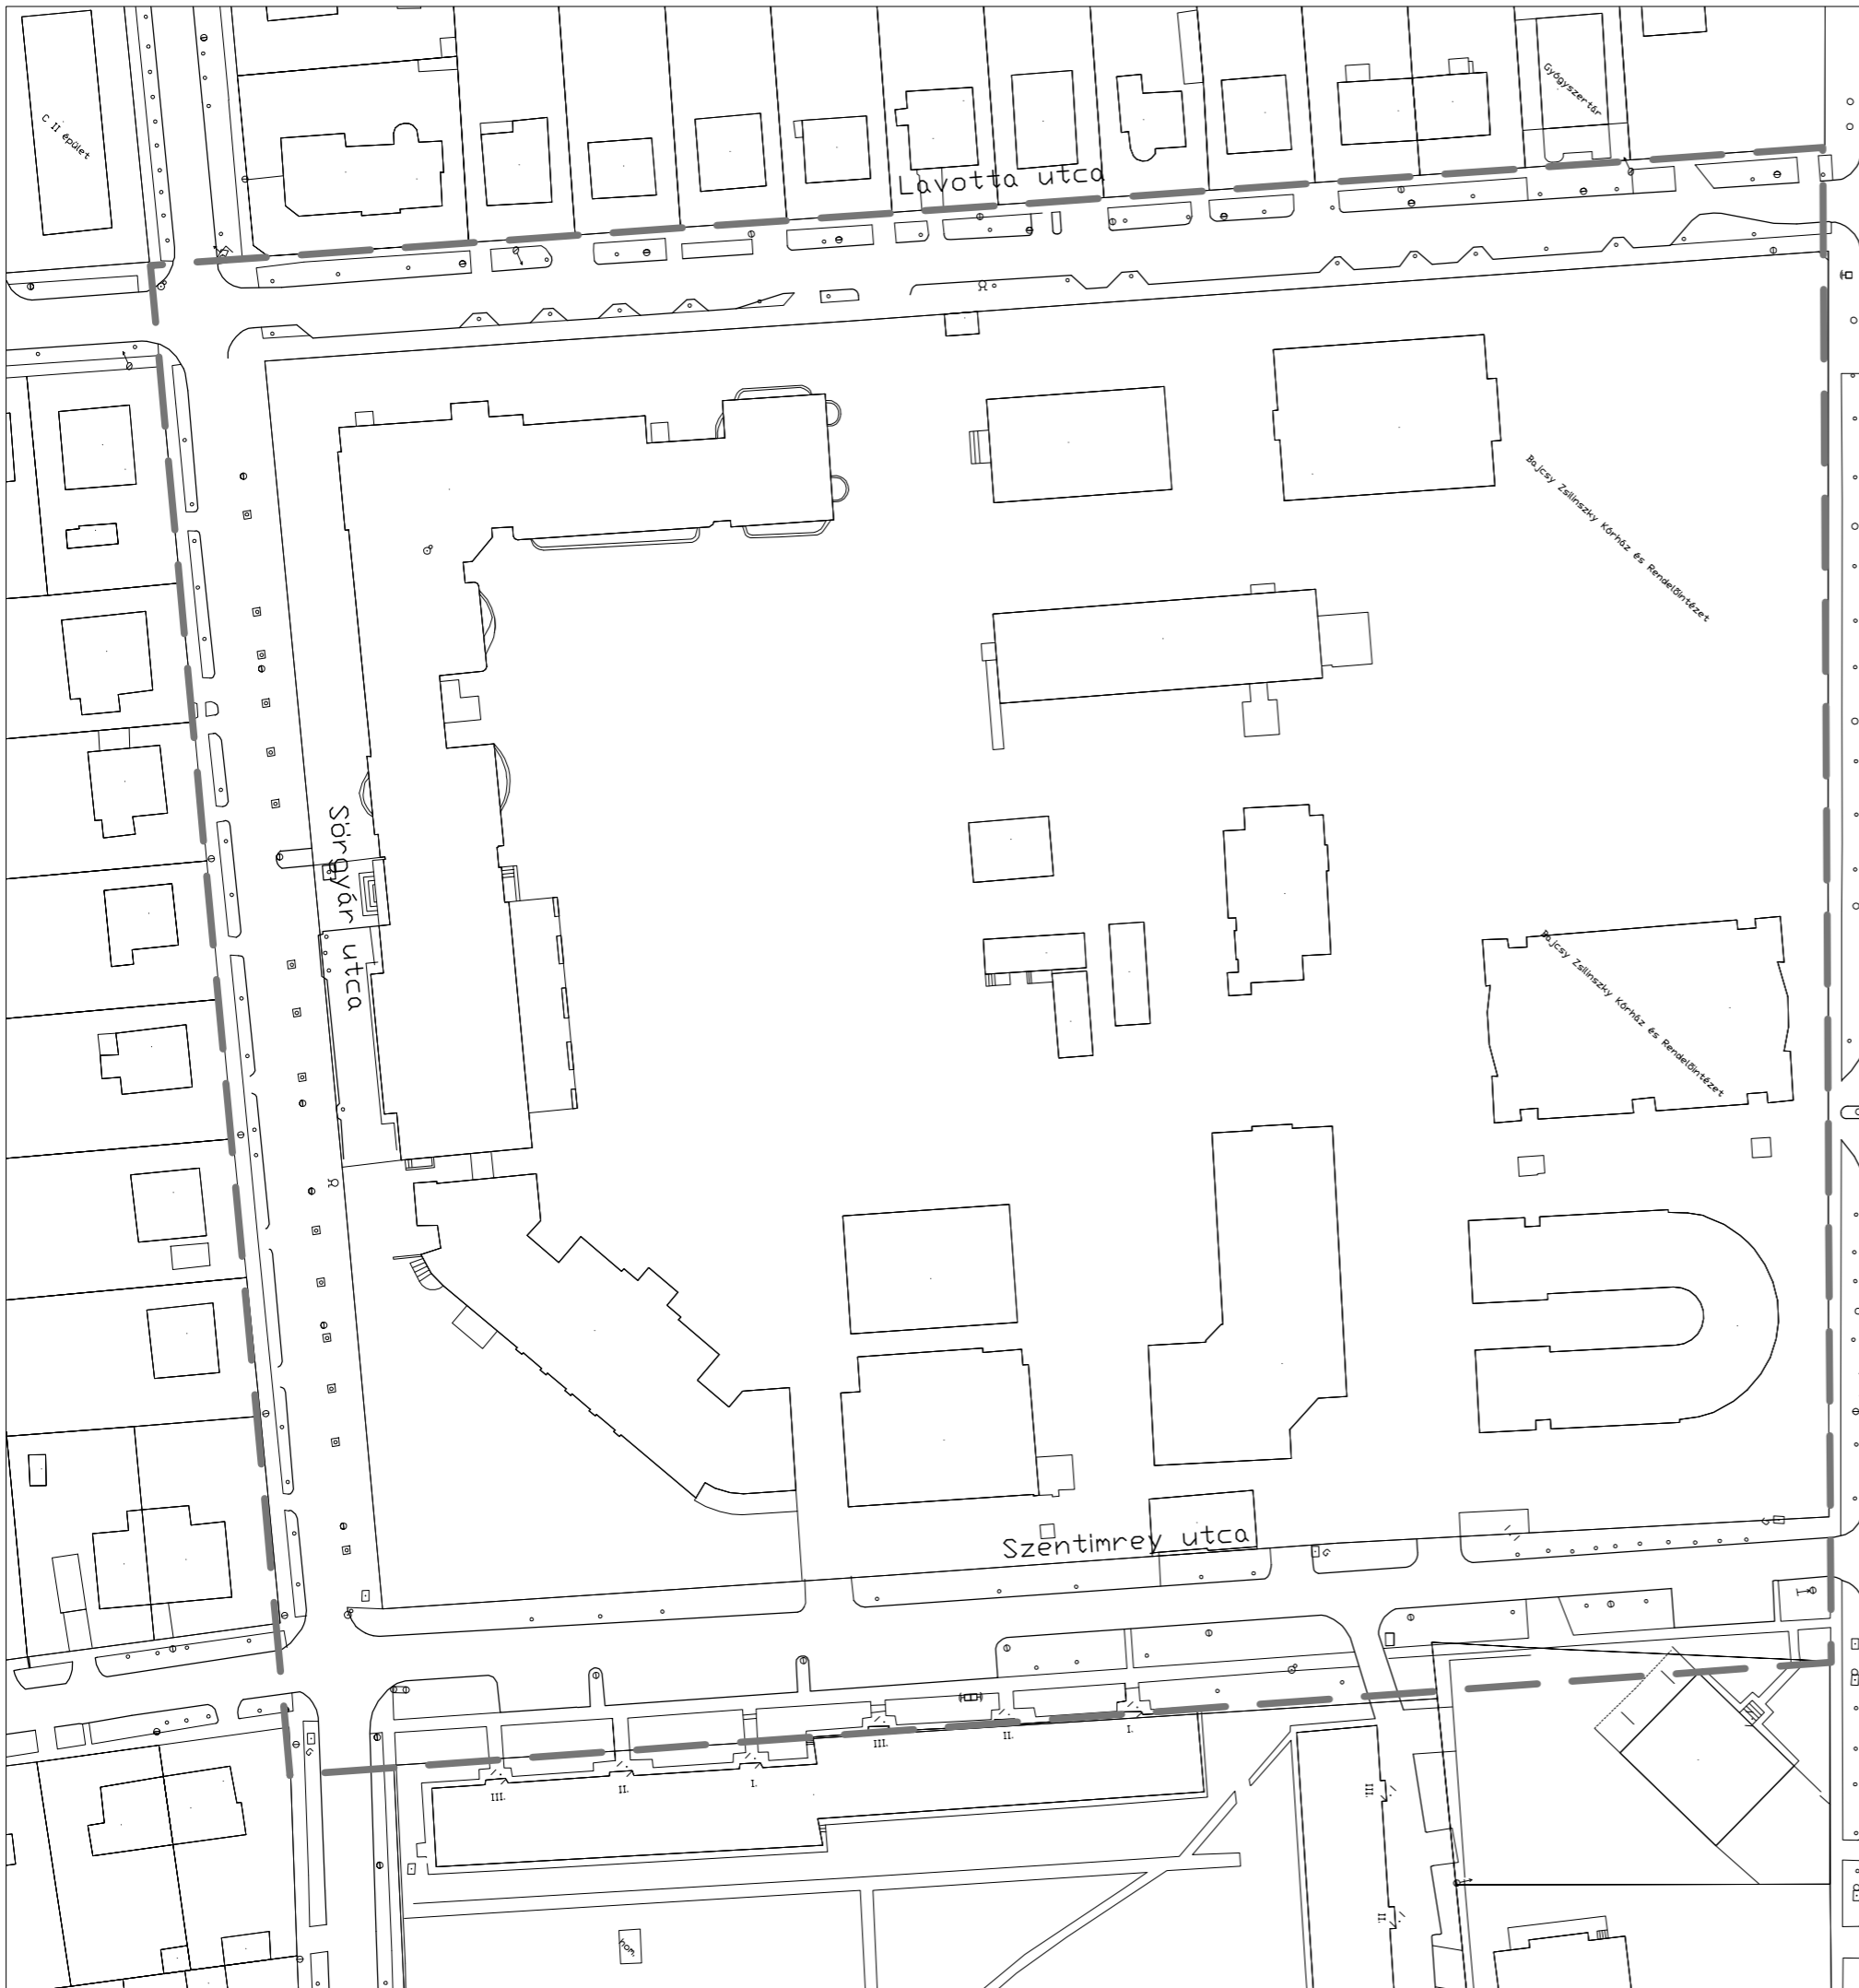 Gyógyszertár
C II épület
Lavotta utca
Bajcsy Zsilinszky Kórház és Rendelőintézet
Sörgyár utca
Bajcsy Zsilinszky Kórház és Rendelőintézet
Szentimrey utca
III.
II.
I.
III.
II.
I.
III.
II.
hom.